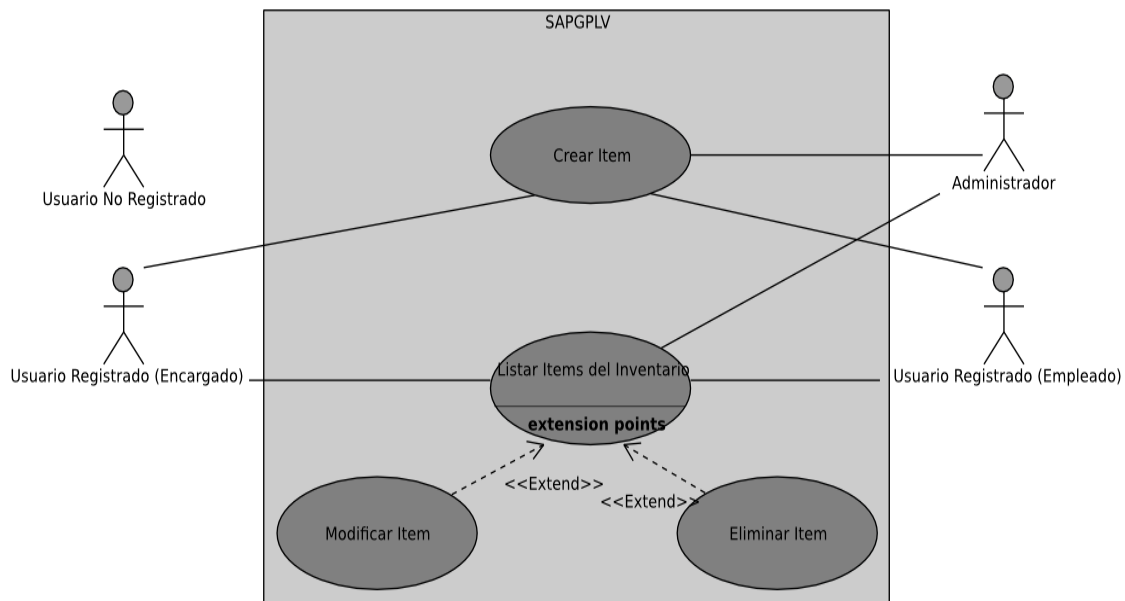 SAPGPLV
Usuario No Registrado
Crear Item
Administrador
Usuario Registrado (Encargado)
Listar Items del Inventario
extension points
Usuario Registrado (Empleado)
<<Extend>>
<<Extend>>
Modificar Item
Eliminar Item